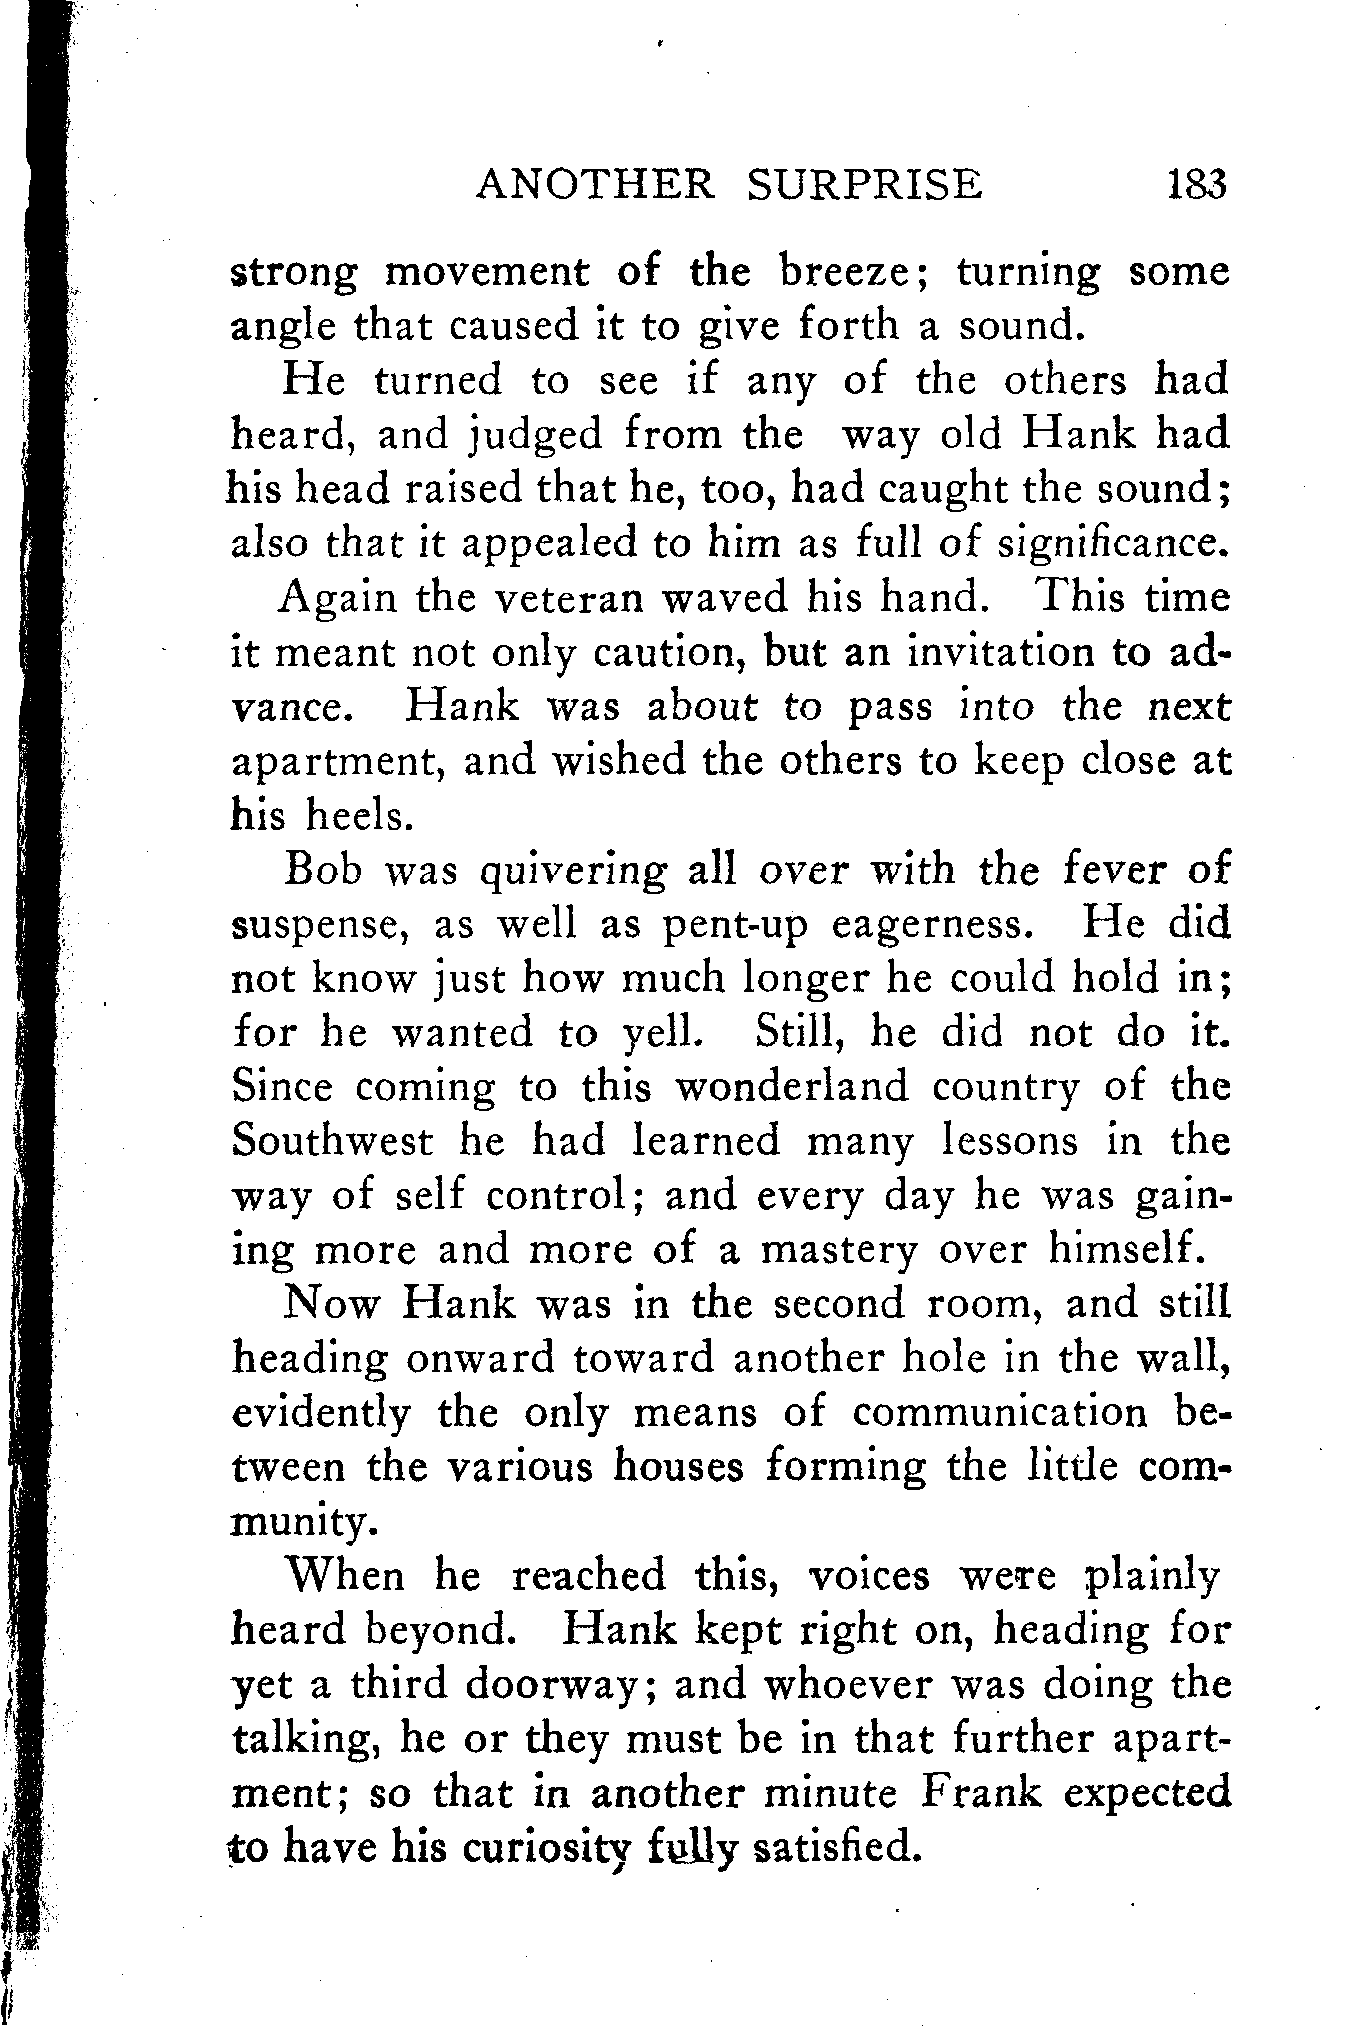 ANOTHER SURPRISE 183
strong movement of the breeze; turning some
angle that caused it to give forth a sound.
He turned to see if any of the others had
heard, and judged from the way old Hank had
his head raised that he, too, had caught the sound;
also that it appealed to him as full of significance.
Again the veteran waved his hand. This time
it meant not only caution, but an invitation to ad-
vance. Hank was about to pass into the next
apartment, and wished the others to keep close at
his heels.
Bob was quivering all over with the fever of
suspense, as well as pent-up eagerness. He did
not know just how much longer he could hold in;
for he wanted to yell. Still, he did not do it.
Since coming to this wonderland country of the
Southwest he had learned many lessons in the
way of self control; and every day he was gain-
ing more and more of a mastery over himself.
Now Hank was in the second room, and still
heading onward toward another hole in the wall,
evidently the only means of communication be-
tween the various houses forming the little com-
munity.
When he reached this, voices were plainly
heard beyond. Hank kept right on, heading for
yet a third doorway; and whoever was doing the
talking, he or they must be in that further apart-
ment; so that in another minute Frank expected
to have his curiosity fully satisfied.